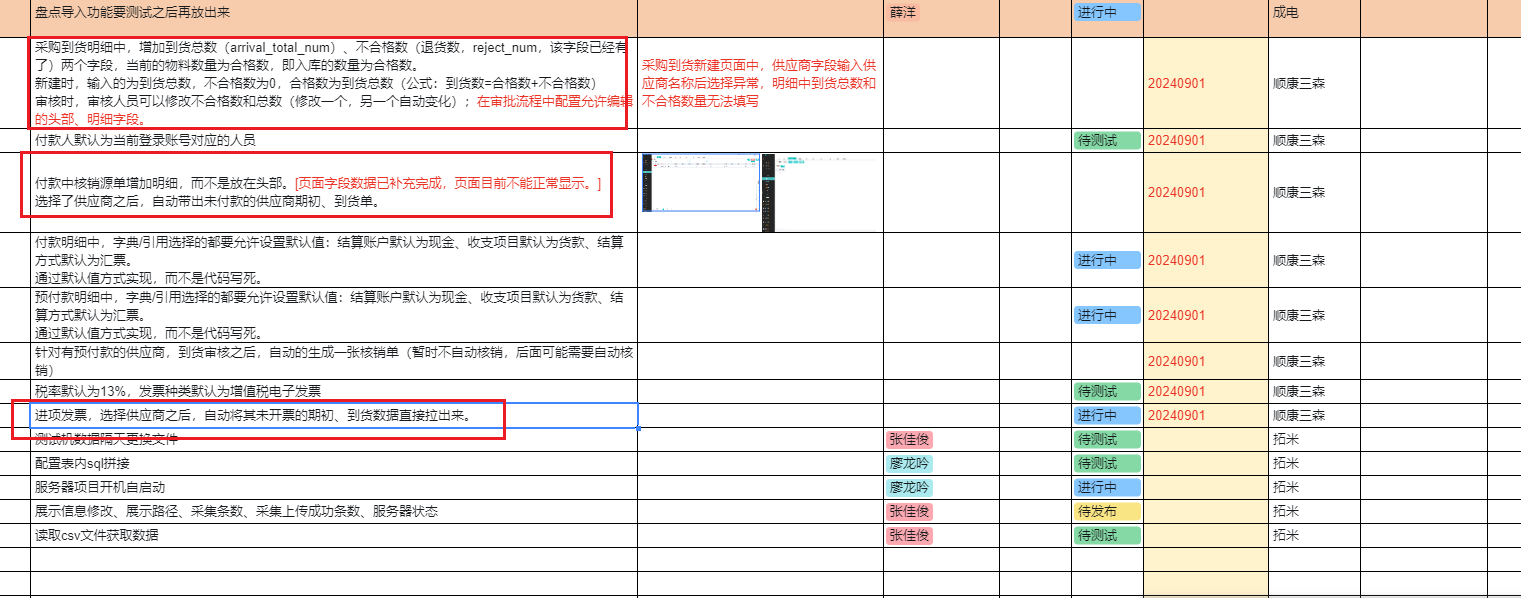 盘点导入功能要测试之后再放出来
薛洋
进行中
成电
采购到货明细中，增加到货总数（arrival_total_num）、不合格数（退货数，reject_num，该字段已经有
了）两个字段，当前的物料数量为合格数，即入库的数量为合格数。
新建时，输入的为到货总数，不合格数为0，合格数为到货总数（公式：到货数=合格数+不合格数）
审核时，审核人员可以修改不合格数和总数（修改一个，另一个自动变化）；在审批流程中配置允许编辑
的头部、明细字段。
采购到货新建页面中，供应商字段输入供
应商名称后选择异常，明细中到货总数和
不合格数量无法填写
20240901
顺康三森
付款人默认为当前登录账号对应的人员
待测试
20240901
顺康三森
付款中核销源单增加明细，而不是放在头部。[页面字段数据已补充完成，页面目前不能正常显示。]
选择了供应商之后，自动带出未付款的供应商期初、到货单。
20240901
顺康三森
付款明细中，字典/引用选择的都要允许设置默认值：结算账户默认为现金、收支项目默认为货款、结算
方式默认为汇票。
通过默认值方式实现，而不是代码写死。
进行中
20240901
顺康三森
预付款明细中，字典/引用选择的都要允许设置默认值：结算账户默认为现金、收支项目默认为货款、结
算方式默认为汇票。
通过默认值方式实现，而不是代码写死。
进行中
20240901
顺康三森
针对有预付款的供应商，到货审核之后，自动的生成一张核销单（暂时不自动核销，后面可能需要自动核
销）
20240901
顺康三森
税率默认为13%，发票种类默认为增值税电子发票
待测试
20240901
顺康三森
进项发票，选择供应商之后，自动将其未开票的期初、到货数据直接拉出来。
进行中
20240901
顺康三森
测试机数据隔天更换文件
张佳俊
待测试
拓米
配置表内sql拼接
廖龙吟
待测试
拓米
服务器项目开机自启动
廖龙吟
进行中
拓米
展示信息修改、展示路径、采集条数、采集上传成功条数、服务器状态
张佳俊
待发布
拓米
读取csv文件获取数据
张佳俊
待测试
拓米